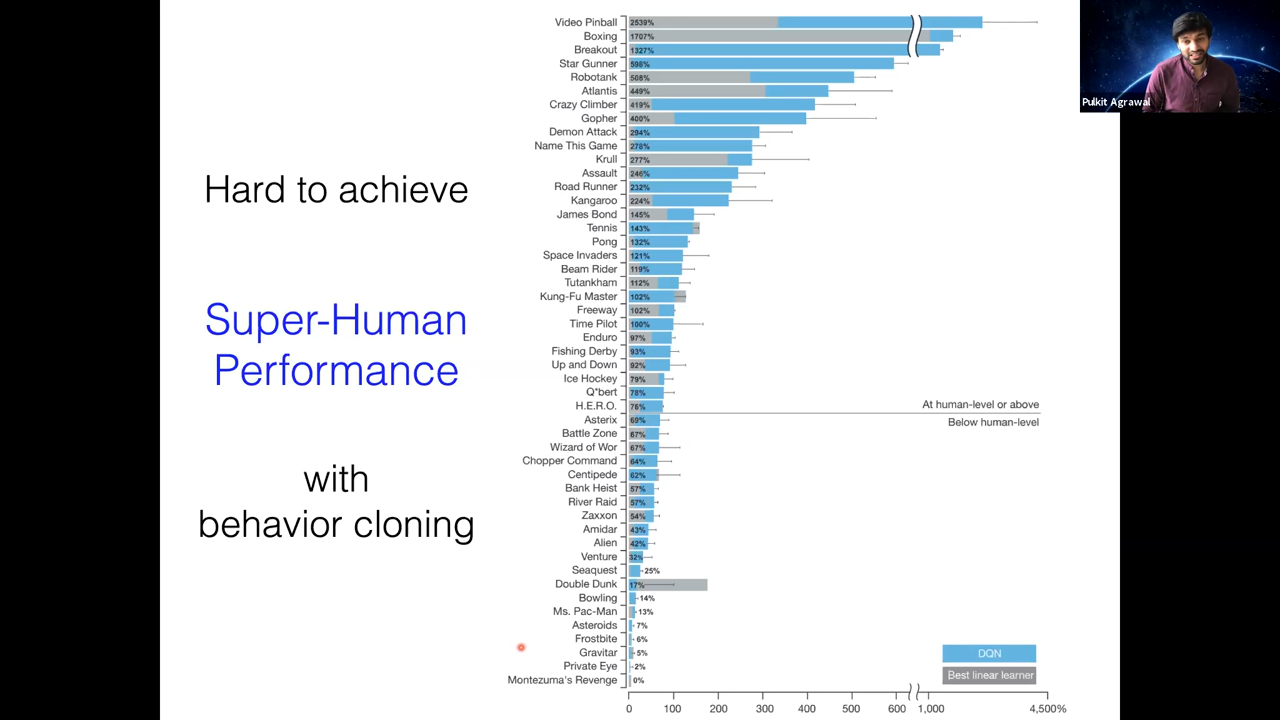 Hard to achieve
Super-Human
Performance
with
behavior cloning
Video Pinball 2539%
Boxing 1707%
Breakout 1327%
Star Gunner 598%
Robotank 508%
Atlantis 449%
Crazy Climber 419%
Gopher 400%
Demon Attack 294%
Name This Game 278%
Krull 277%
Assault 246%
Road Runner 232%
Kangaroo 224%
James Bond 145%
Tennis 143%
Pong 132%
Space Invaders 121%
Beam Rider 119%
Tutankham 112%
Kung-Fu Master 102%
Freeway 102%
Time Pilot 100%
Enduro 97%
Fishing Derby 93%
Up and Down 92%
Ice Hockey 79%
Q*bert 78%
H.E.R.O. 76%
At human-level or above
Below human-level
Asterix 69%
Battle Zone 67%
Wizard of Wor 67%
Chopper Command 64%
Centipede 62%
Bank Heist 57%
River Raid 57%
Zaxxon 54%
Amidar 43%
Alien 42%
Venture 32%
Seaquest 25%
Double Dunk 17%
Bowling 14%
Ms. Pac-Man 13%
Asteroids 7%
Frostbite 6%
Gravitar 5%
Private Eye 2%
Montezuma's Revenge 0%
DQN
Best linear learner
0 100 200 300 400 500 600 1,000 4,500%
Pulkit Agrawal